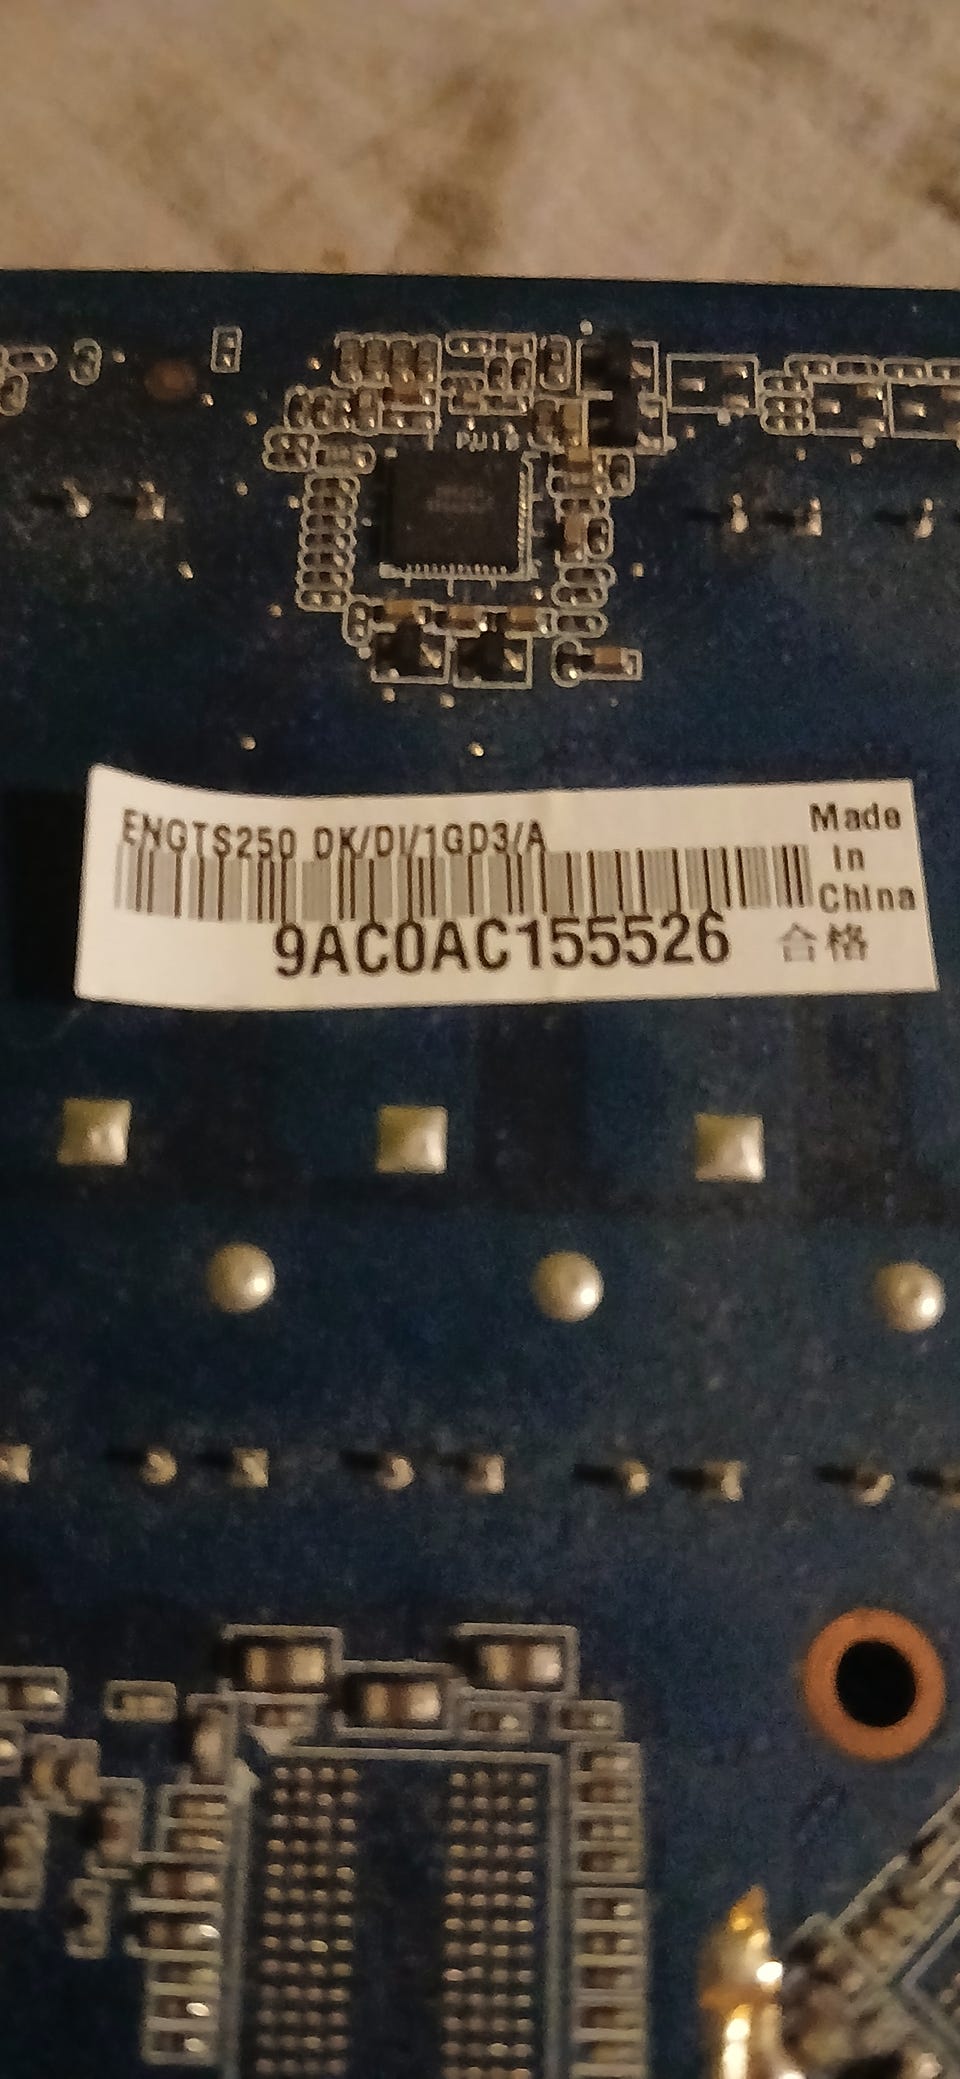 ENGTS250 DK/DI/1GD3/A
9AC0AC155526
Made
In
China
合格